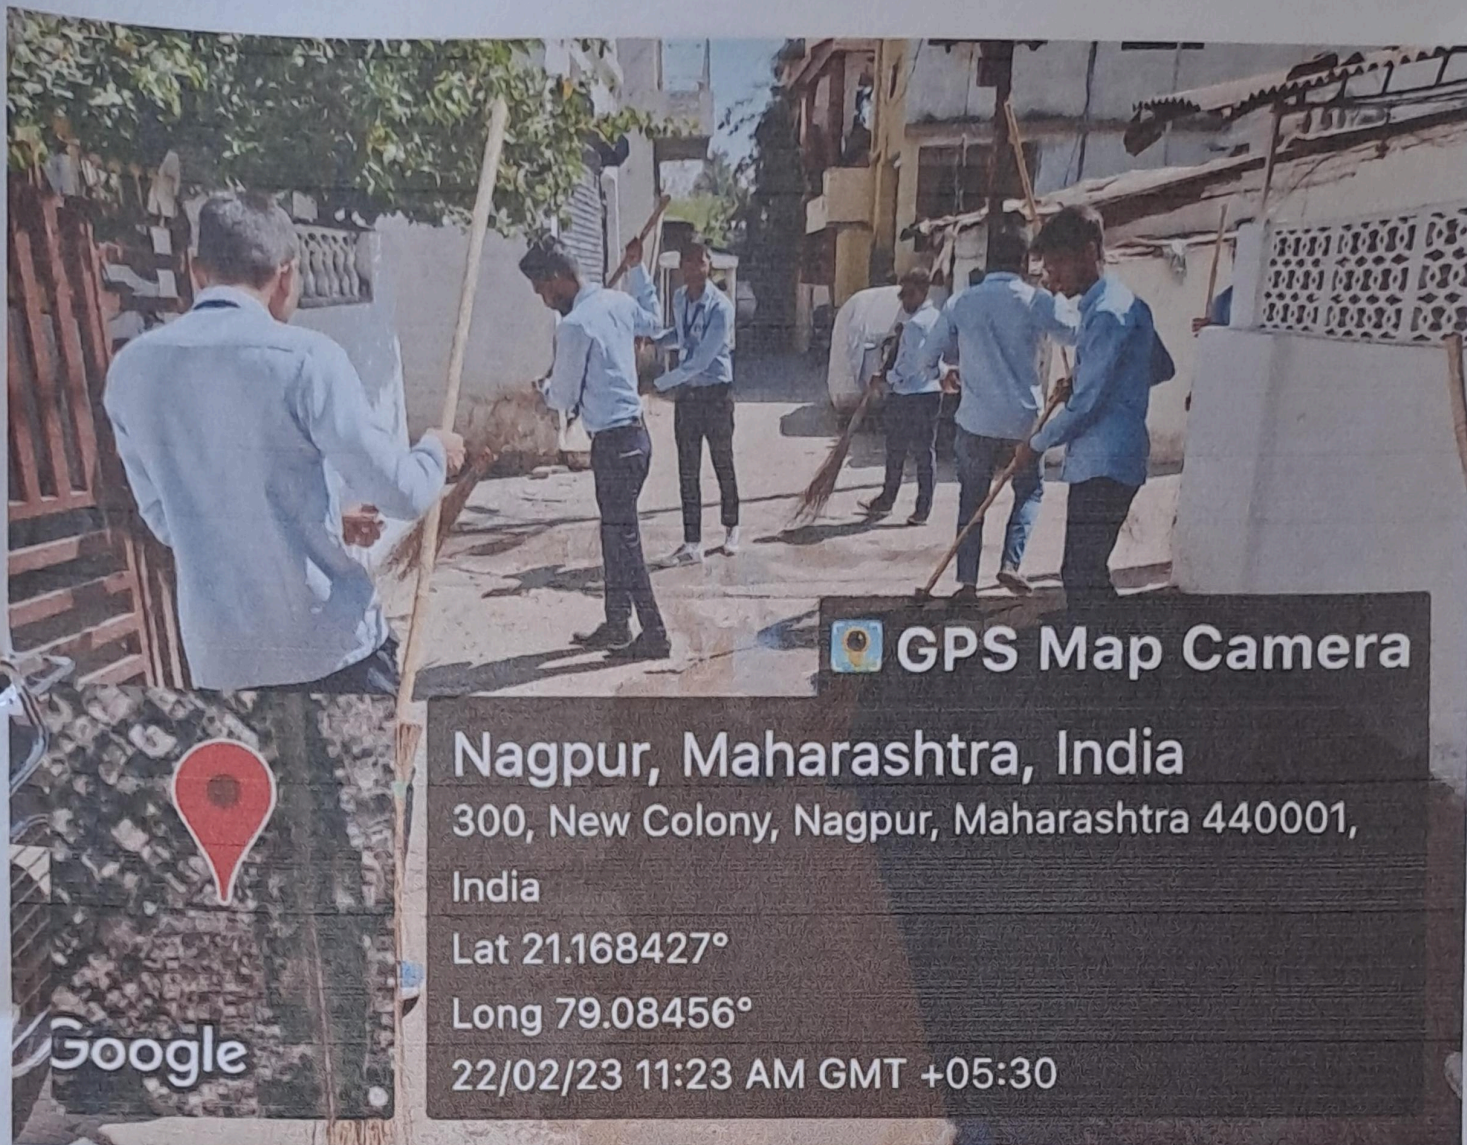 GPS Map Camera
Nagpur, Maharashtra, India
300, New Colony, Nagpur, Maharashtra 440001,
India
Lat 21.168427°
Long 79.08456°
22/02/23 11:23 AM GMT +05:30
Google